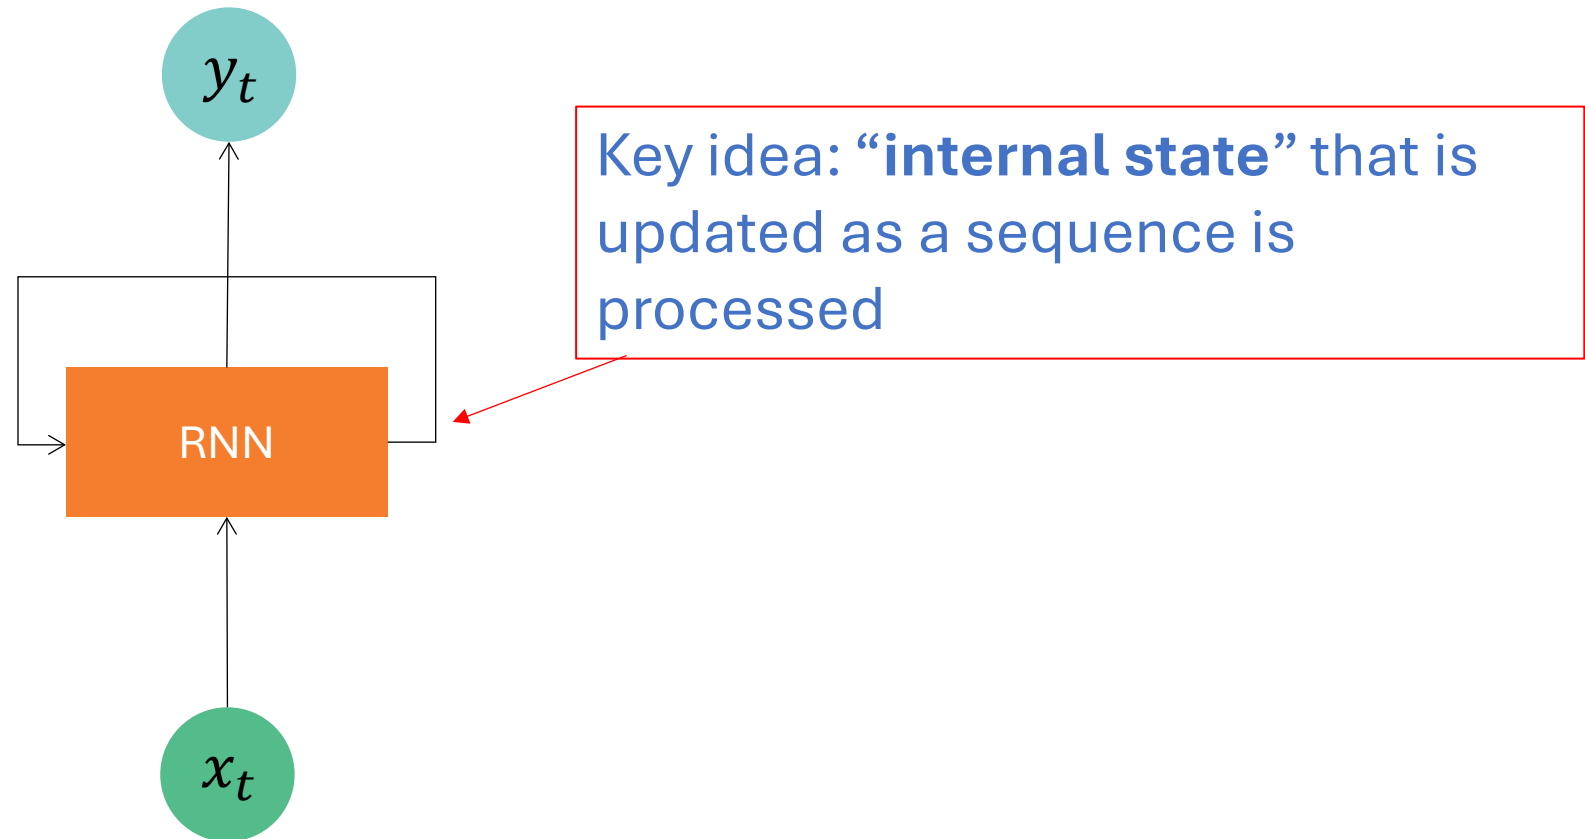 y_t
Key idea: “internal state” that is
updated as a sequence is
processed
RNN
x_t